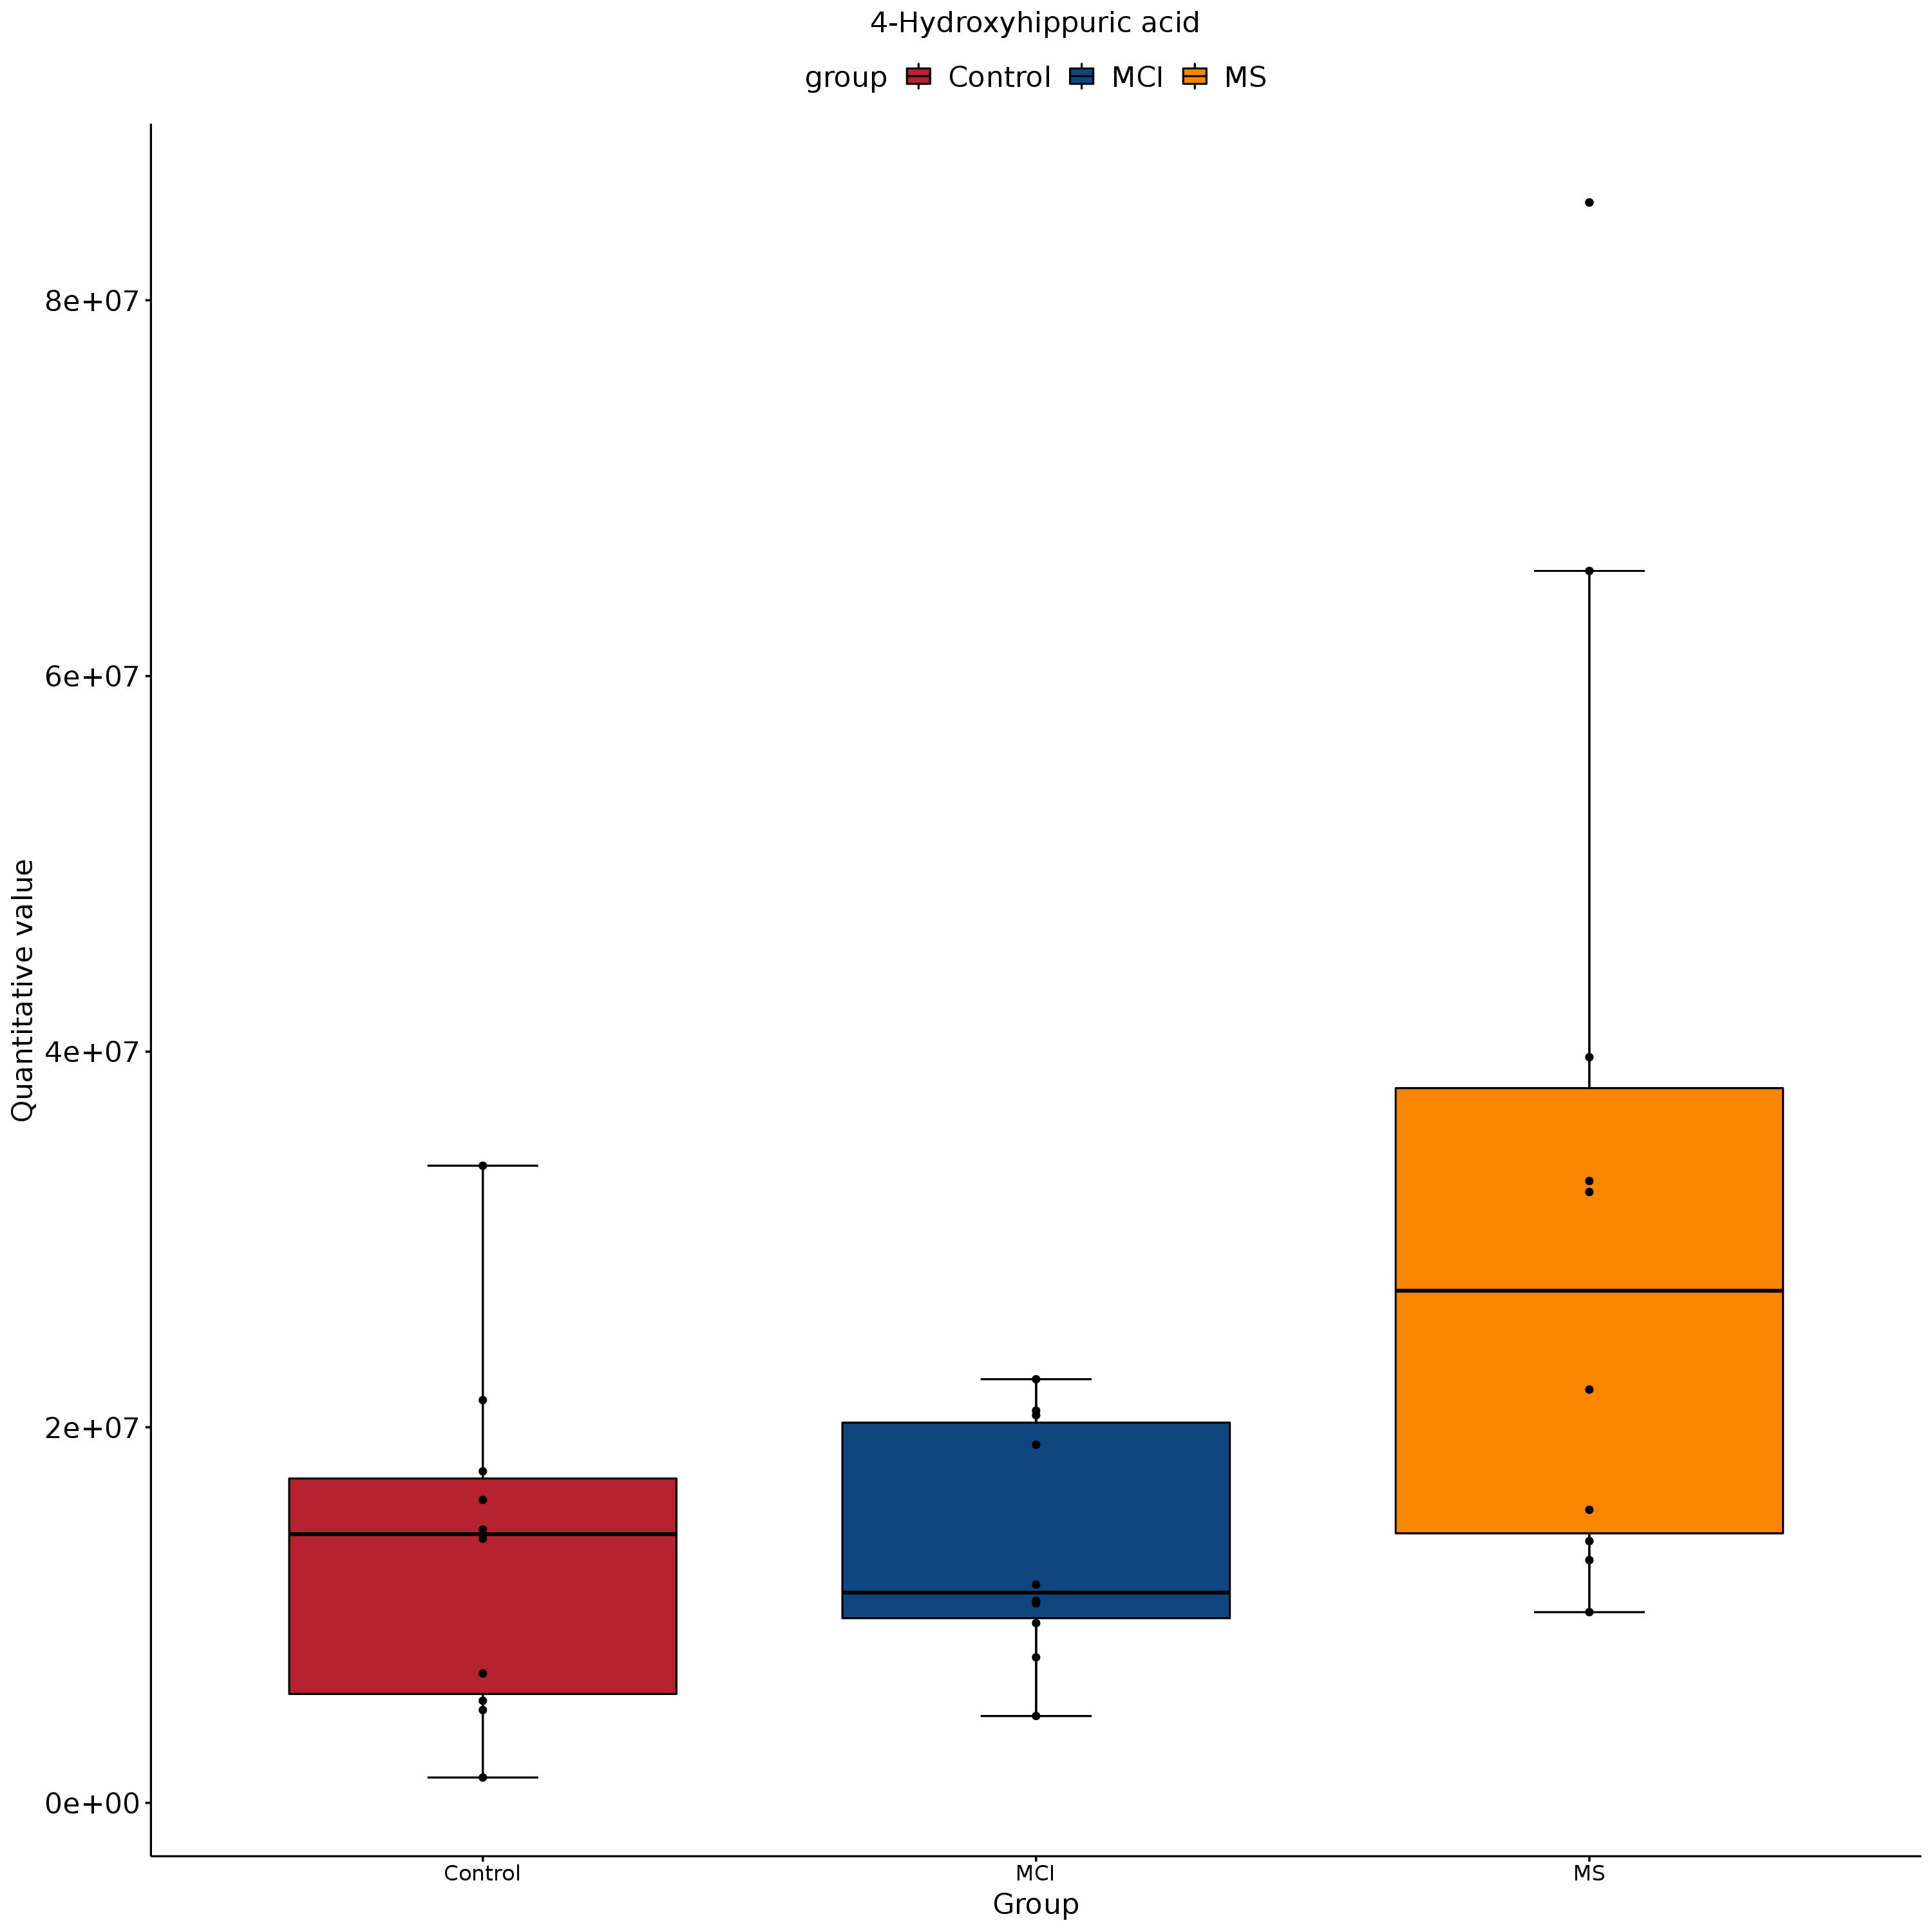 4-Hydroxyhippuric acid
group Control MCI MS
Quantitative value
8e+07
6e+07
4e+07
2e+07
0e+00
Control MCI MS
Group